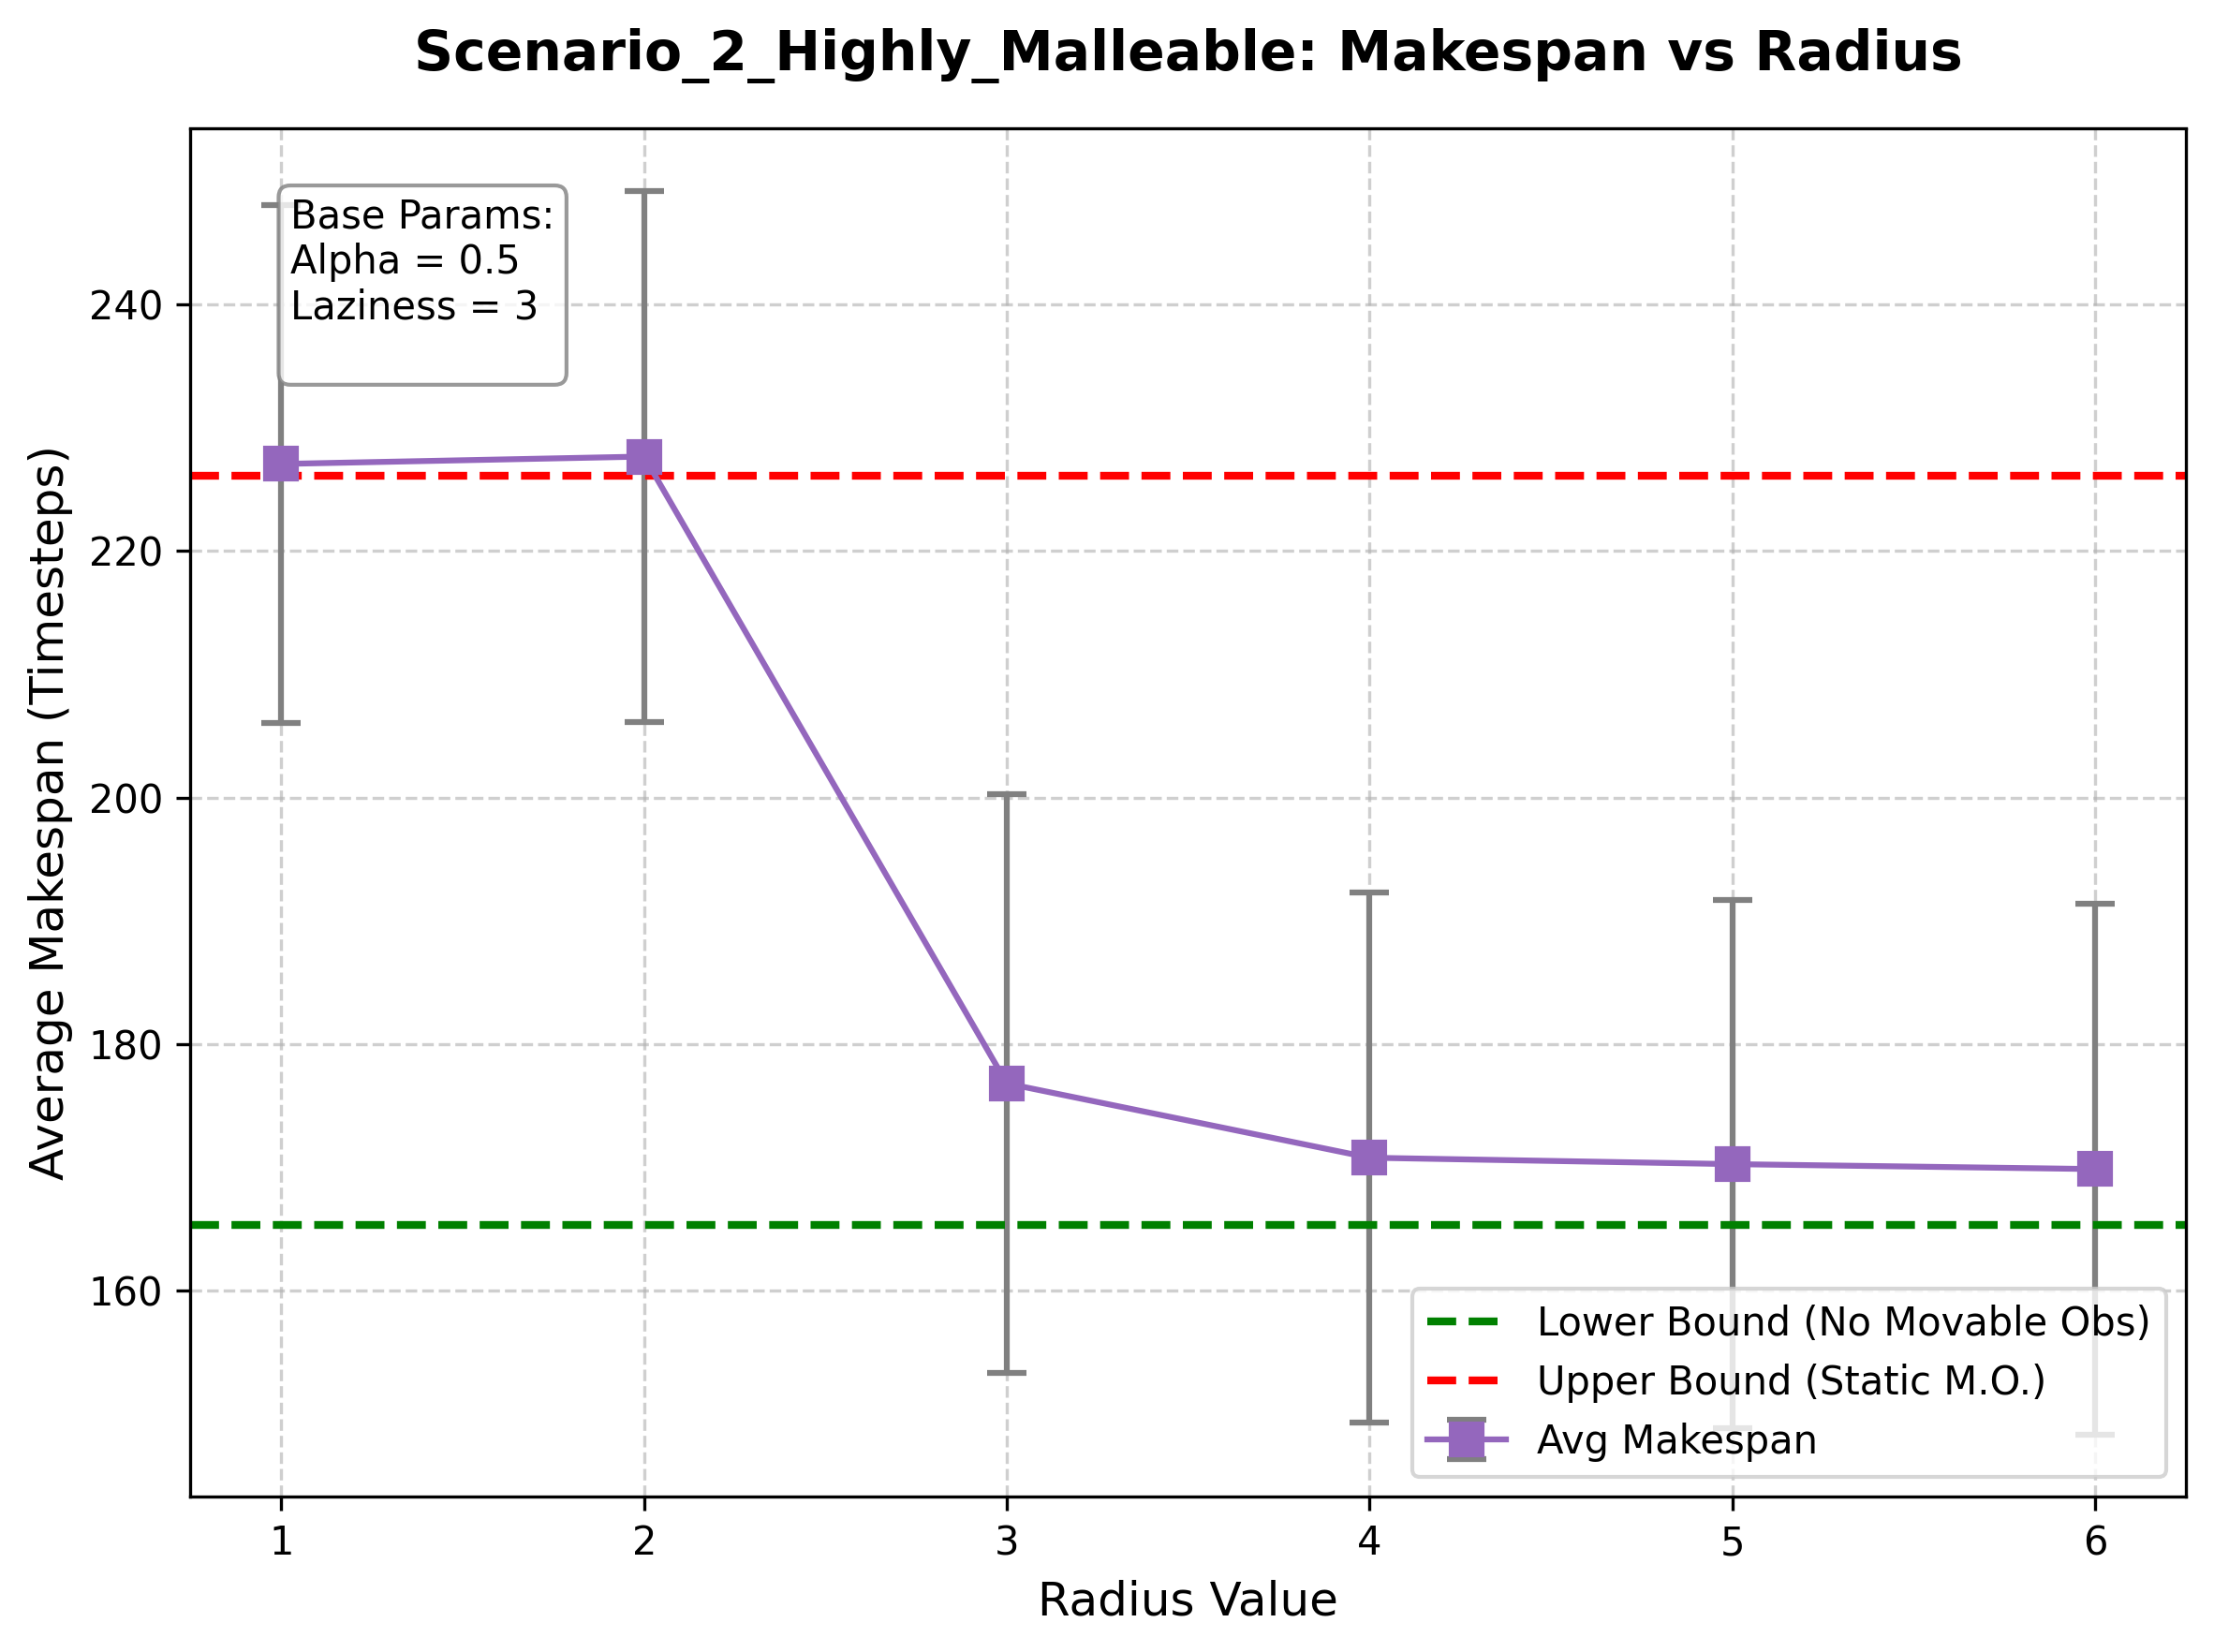 Scenario_2_Highly_Malleable: Makespan vs Radius
Base Params:
Alpha = 0.5
Laziness = 3
Average Makespan (Timesteps)
240
220
200
180
160
Lower Bound (No Movable Obs)
Upper Bound (Static M.O.)
Avg Makespan
1
2
3
4
5
6
Radius Value